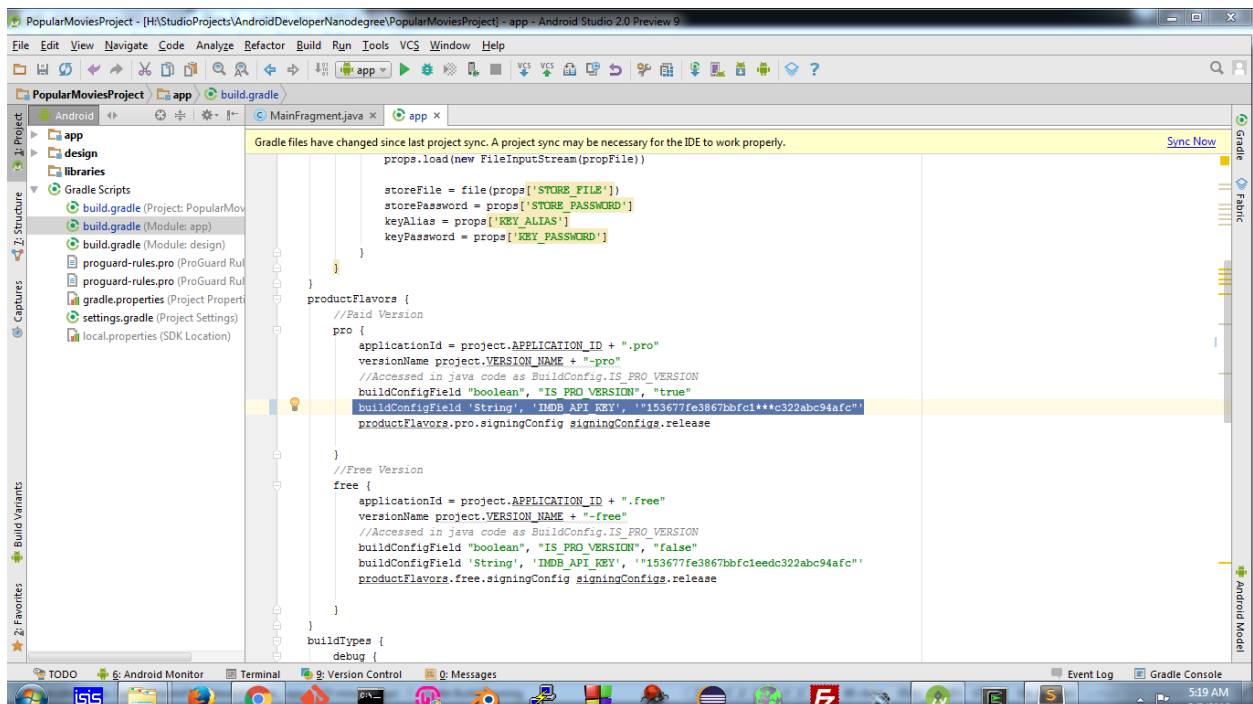 PopularMoviesProject - [H:\StudioProjects\AndroidDeveloperNanodegree\PopularMoviesProject] - app - Android Studio 2.0 Preview 9
File Edit View Navigate Code Analyze Refactor Build Run Tools VCS Window Help
app
PopularMoviesProject app build.gradle
Android
MainFragment.java × app ×
Gradle files have changed since last project sync. A project sync may be necessary for the IDE to work properly. Sync Now
1: Project
Z: Structure
Captures
Build Variants
2: Favorites
app
design
libraries
Gradle Scripts
build.gradle (Project: PopularMov
build.gradle (Module: app)
build.gradle (Module: design)
proguard-rules.pro (ProGuard Rul
proguard-rules.pro (ProGuard Rul
gradle.properties (Project Properti
settings.gradle (Project Settings)
local.properties (SDK Location)
props.load(new FileInputStream(propFile))
storeFile = file(props['STORE_FILE'])
storePassword = props['STORE_PASSWORD']
keyAlias = props['KEY_ALIAS']
keyPassword = props['KEY_PASSWORD']
}
}
}
productFlavors {
//Paid Version
pro {
applicationId = project.APPLICATION_ID + ".pro"
versionName project.VERSION_NAME + "-pro"
//Accessed in java code as BuildConfig.IS_PRO_VERSION
buildConfigField "boolean", "IS_PRO_VERSION", "true"
buildConfigField 'String', 'IMDB_API_KEY', '"153677fe3867bbfc1***c322abc94afc"'
productFlavors.pro.signingConfig signingConfigs.release
}
//Free Version
free {
applicationId = project.APPLICATION_ID + ".free"
versionName project.VERSION_NAME + "-free"
//Accessed in java code as BuildConfig.IS_PRO_VERSION
buildConfigField "boolean", "IS_PRO_VERSION", "false"
buildConfigField 'String', 'IMDB_API_KEY', '"153677fe3867bbfc1eedc322abc94afc"'
productFlavors.free.signingConfig signingConfigs.release
}
}
buildTypes {
debug {
Gradle
Fabric
Android Model
TODO 6: Android Monitor Terminal 9: Version Control 0: Messages Event Log Gradle Console
isis
5:19 AM